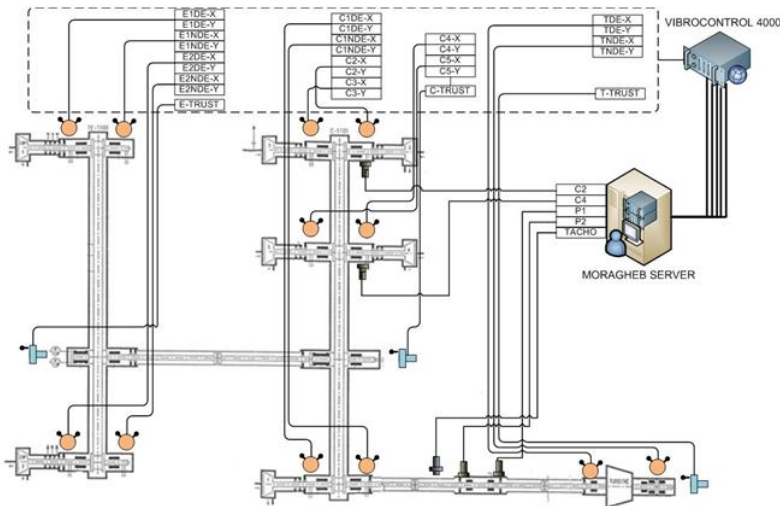 E1DE-X
E1DE-Y
E1NDE-X
E1NDE-Y
E2DE-X
E2DE-Y
E2NDE-X
E2NDE-Y
E-TRUST
C1DE-X
C1DE-Y
C1NDE-X
C1NDE-Y
C2-X
C2-Y
C3-X
C3-Y
C4-X
C4-Y
C5-X
C5-Y
C-TRUST
TDE-X
TDE-Y
TNDE-X
TNDE-Y
T-TRUST
VIBROCONTROL 4000
C2
C4
P1
P2
TACHO
MORAGHEB SERVER